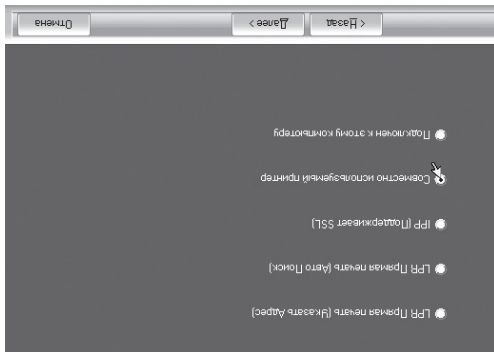 LPR Прямая печать (Указать Адрес)
LPR Прямая печать (Авто Поиск)
IPP (Поддерживает SSL)
Совместно используемый принтер
Подключен к этому компьютеру
< Назад Далее > Отмена